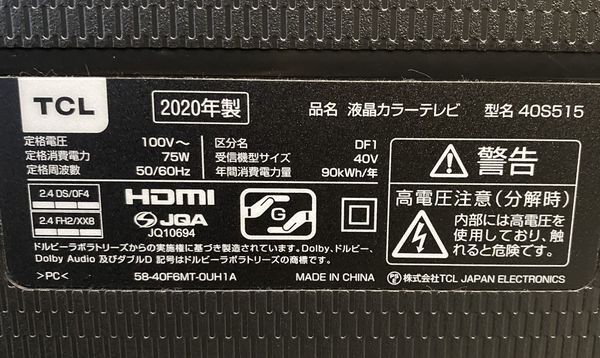 TCL 2020年製 品名 液晶カラーテレビ 型名 40S515
定格電圧 100V～ 区分名 DF1
定格消費電力 75W 受信機型サイズ 40V
定格周波数 50/60Hz 年間消費電力量 90kWh/年
2.4 DS/0F4
2.4 FH2/XX8
HDMI
JQA
JQ10694
G
警告
高電圧注意(分解時)
内部には高電圧を
使用しており、触
れると危険です。
ドルビーラボラトリーズからの実施権に基づき製造されています。Dolby、ドルビー、
Dolby Audio 及びダブルD 記号はドルビーラボラトリーズの商標です。
>PC< 58-40F6MT-0UH1A MADE IN CHINA 株式会社TCL JAPAN ELECTRONICS